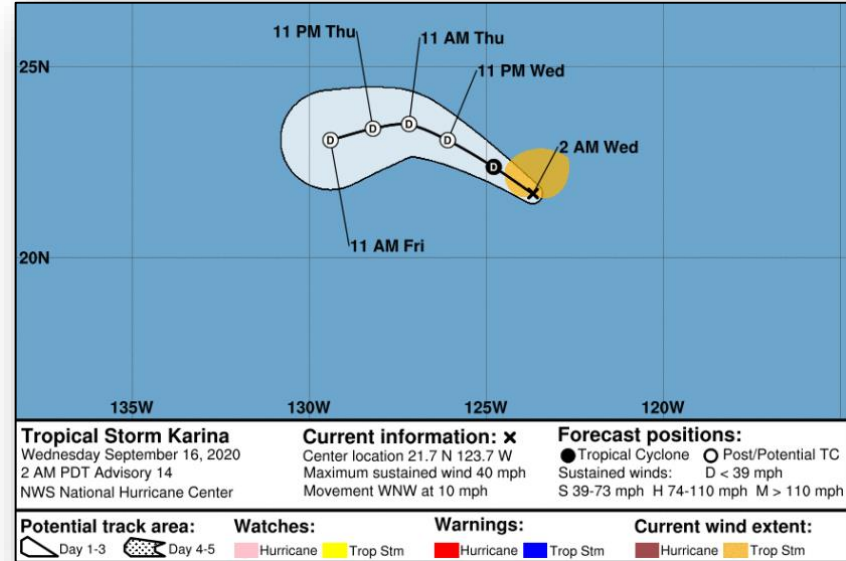 11 PM Thu
11 AM Thu
25N
11 PM Wed
D
D
D
D
2 AM Wed
D
11 AM Fri
20N
135W
130W
125W
120W
Tropical Storm Karina
Wednesday September 16, 2020
2 AM PDT Advisory 14
NWS National Hurricane Center
Current information: ×
Center location 21.7 N 123.7 W
Maximum sustained wind 40 mph
Movement WNW at 10 mph
Forecast positions:
Tropical Cyclone Post/Potential TC
Sustained winds: D < 39 mph
S 39-73 mph H 74-110 mph M > 110 mph
Potential track area:
Day 1-3 Day 4-5
Watches:
Hurricane Trop Stm
Warnings:
Hurricane Trop Stm
Current wind extent:
Hurricane Trop Stm